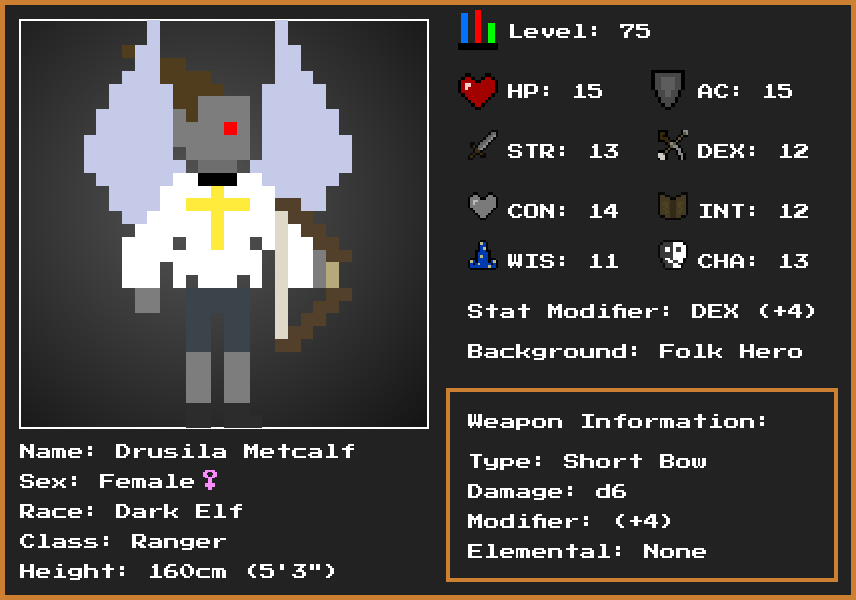 Level: 75
HP: 15
AC: 15
STR: 13
DEX: 12
CON: 14
INT: 12
WIS: 11
CHA: 13
Stat Modifier: DEX (+4)
Background: Folk Hero
Weapon Information:
Type: Short Bow
Damage: d6
Modifier: (+4)
Elemental: None
Name: Drusila Metcalf
Sex: Female♀
Race: Dark Elf
Class: Ranger
Height: 160cm (5'3")